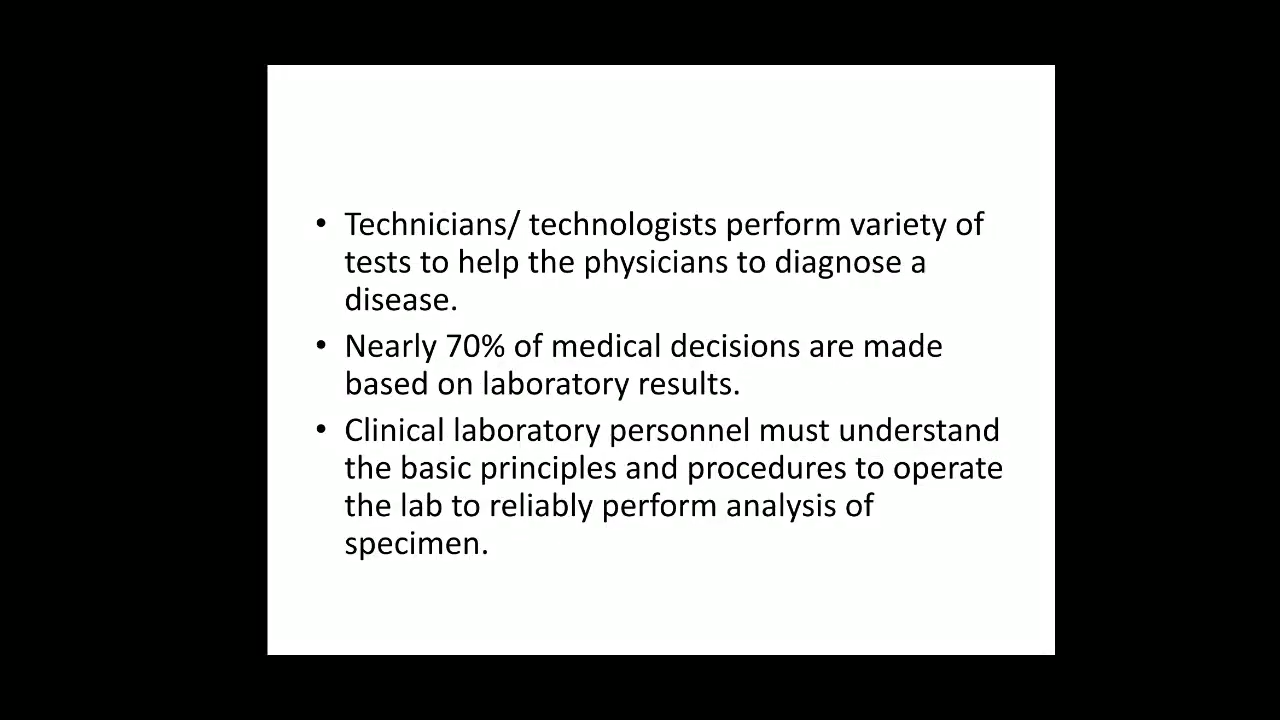 • Technicians/ technologists perform variety of
tests to help the physicians to diagnose a
disease.
• Nearly 70% of medical decisions are made
based on laboratory results.
• Clinical laboratory personnel must understand
the basic principles and procedures to operate
the lab to reliably perform analysis of
specimen.